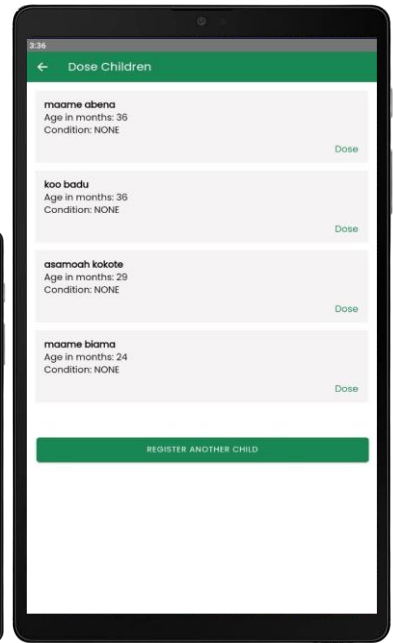 3:36
← Dose Children
maame abena
Age in months: 36
Condition: NONE
Dose
koo badu
Age in months: 36
Condition: NONE
Dose
asamoah kokote
Age in months: 29
Condition: NONE
Dose
maame biama
Age in months: 24
Condition: NONE
Dose
REGISTER ANOTHER CHILD